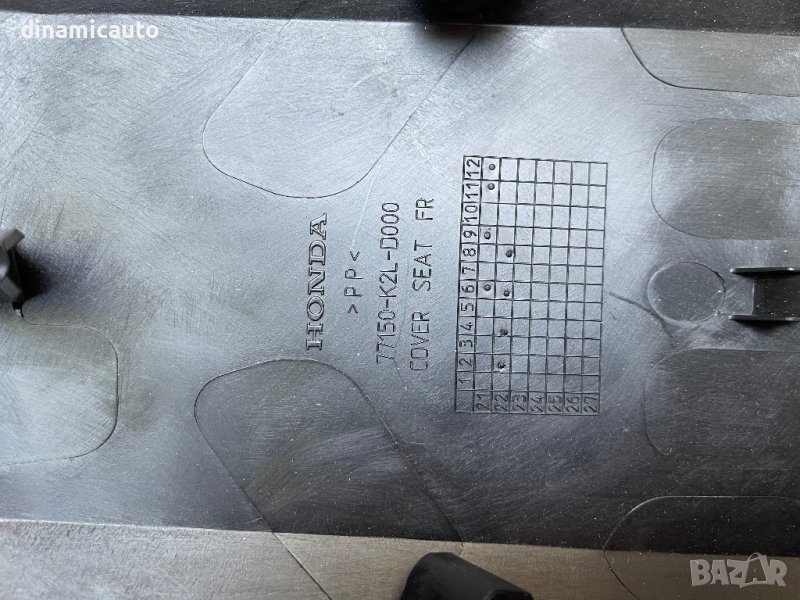 dinamicauto
HONDA
>PP<
77150-K2L-D000
COVER SEAT FR
1 2 3 4 5 6 7 8 9 10 11 12
21
22
23
24
25
26
27
BAZAR